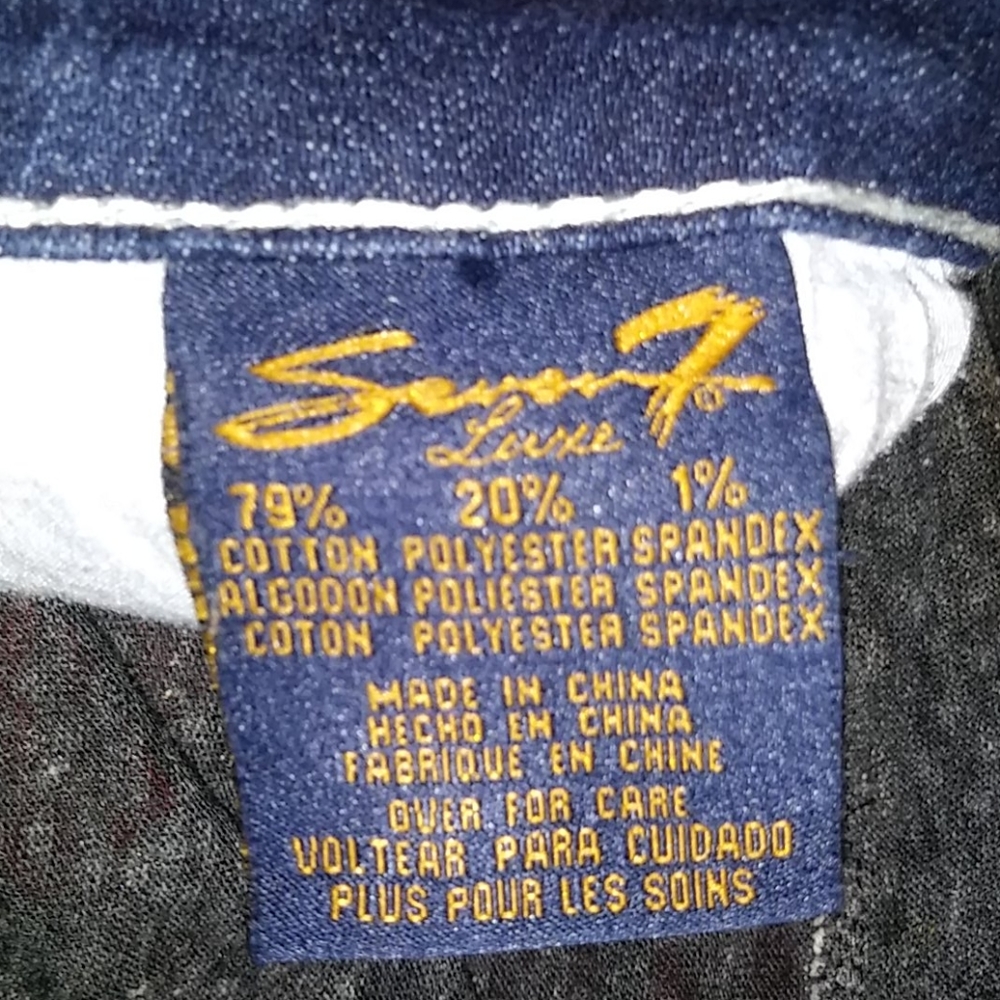 Seven7®
Luxe
79% 20% 1%
COTTON POLYESTER SPANDEX
ALGODON POLIESTER SPANDEX
COTON POLYESTER SPANDEX
MADE IN CHINA
HECHO EN CHINA
FABRIQUE EN CHINE
OVER FOR CARE
VOLTEAR PARA CUIDADO
PLUS POUR LES SOINS